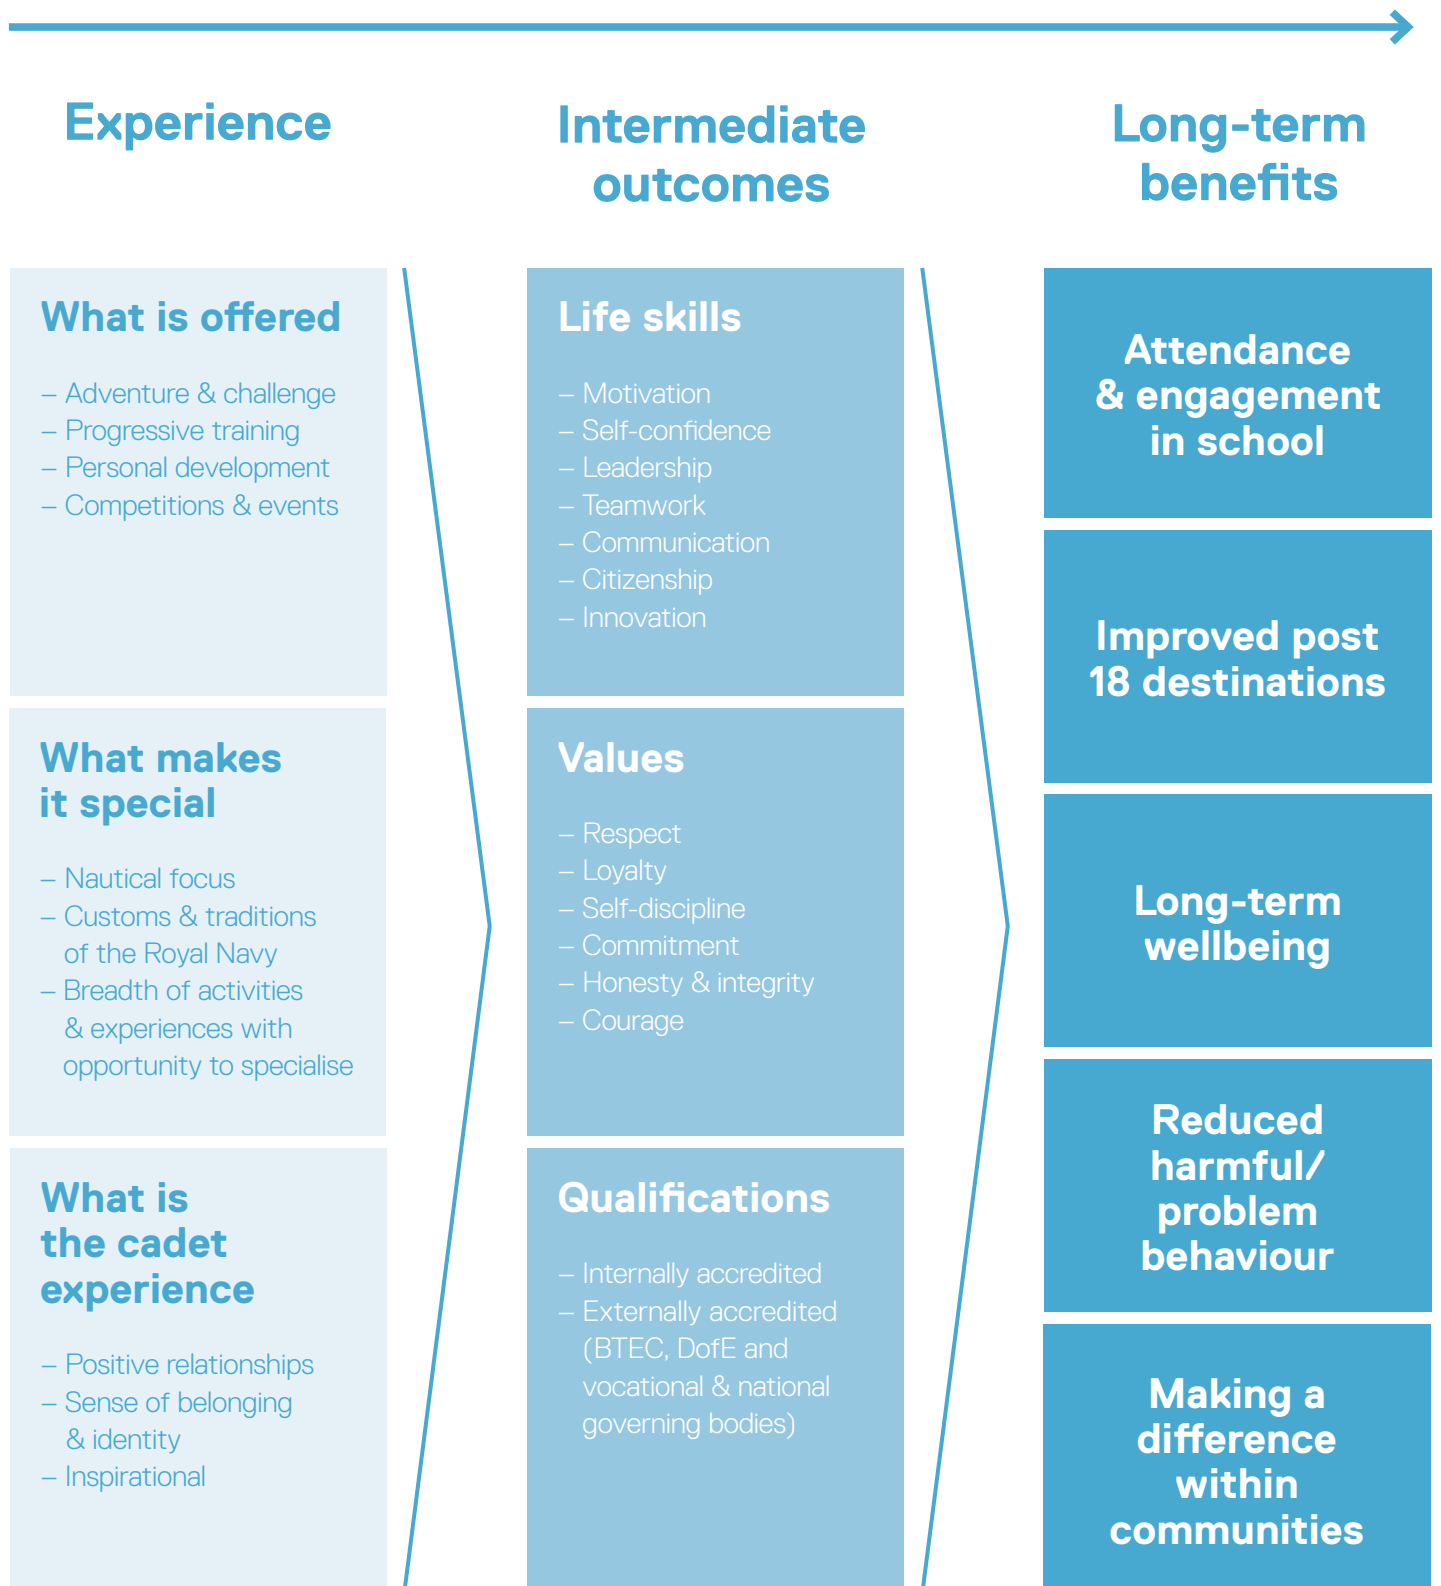 Experience
Intermediate
outcomes
Long-term
benefits
What is offered
– Adventure & challenge
– Progressive training
– Personal development
– Competitions & events
What makes
it special
– Nautical focus
– Customs & traditions
of the Royal Navy
– Breadth of activities
& experiences with
opportunity to specialise
What is
the cadet
experience
– Positive relationships
– Sense of belonging
& identity
– Inspirational
Life skills
– Motivation
– Self-confidence
– Leadership
– Teamwork
– Communication
– Citizenship
– Innovation
Values
– Respect
– Loyalty
– Self-discipline
– Commitment
– Honesty & integrity
– Courage
Qualifications
– Internally accredited
– Externally accredited
(BTEC, DofE and
vocational & national
governing bodies)
Attendance
& engagement
in school
Improved post
18 destinations
Long-term
wellbeing
Reduced
harmful/
problem
behaviour
Making a
difference
within
communities